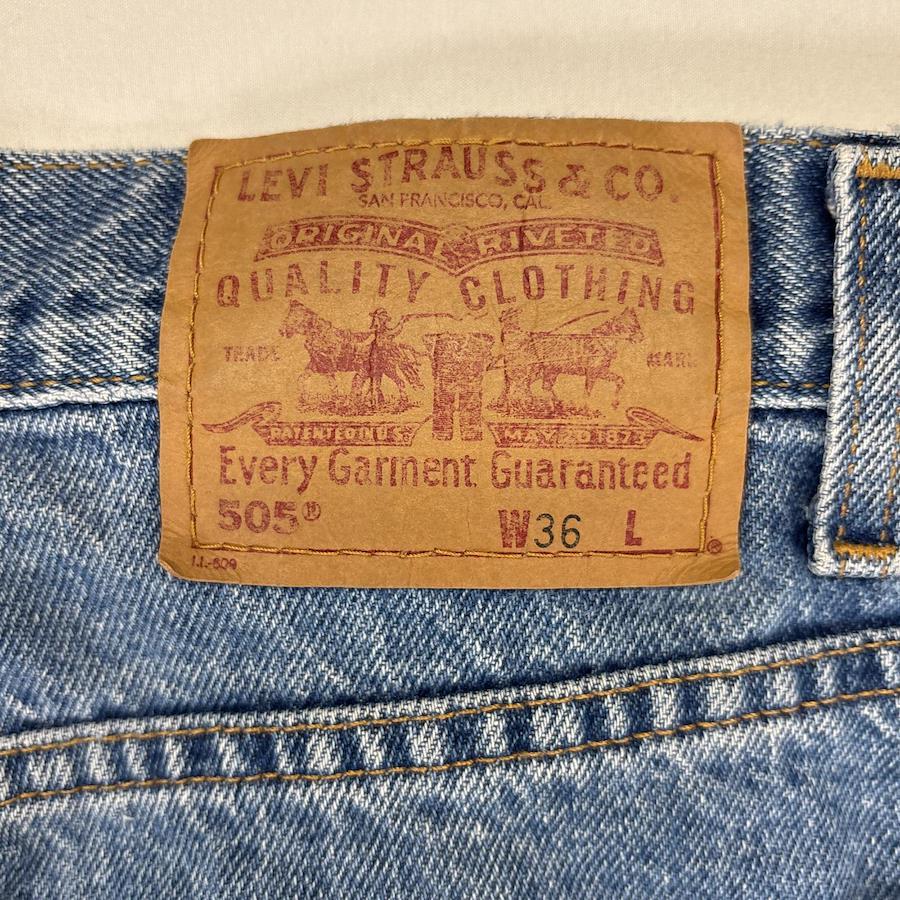 LEVI STRAUSS & CO.
SAN FRANCISCO, CAL.
ORIGINAL RIVETED
QUALITY CLOTHING
TRADE MARK
PATENTED IN U.S. MAY 20 1873
Every Garment Guaranteed
505® W36 L
®